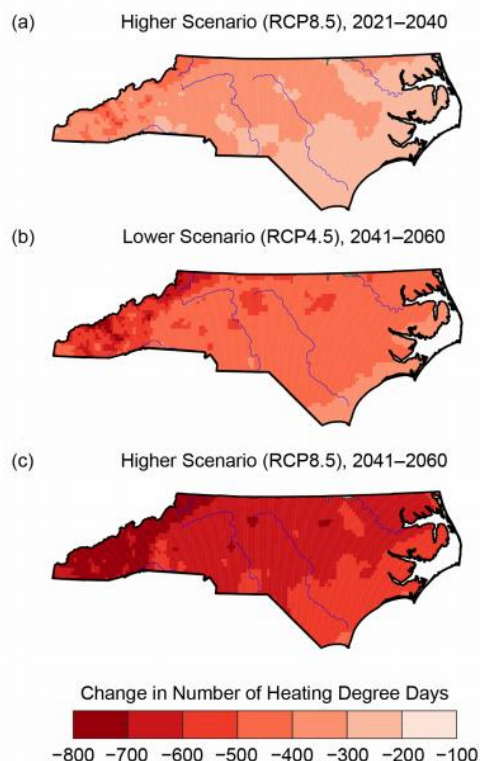 (a) Higher Scenario (RCP8.5), 2021–2040
(b) Lower Scenario (RCP4.5), 2041–2060
(c) Higher Scenario (RCP8.5), 2041–2060
Change in Number of Heating Degree Days
−800 −700 −600 −500 −400 −300 −200 −100